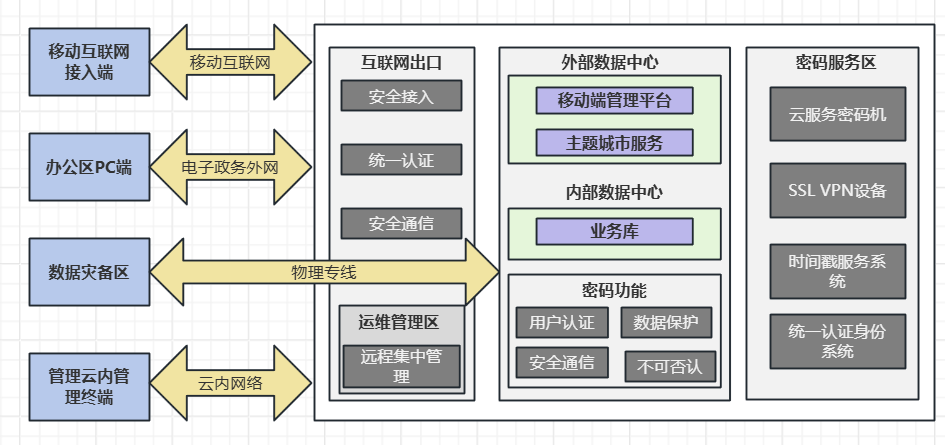 移动互联网
接入端
移动互联网
办公区PC端
电子政务外网
数据灾备区
物理专线
管理云内管
理终端
云内网络
互联网出口
安全接入
统一认证
安全通信
运维管理区
远程集中管
理
外部数据中心
移动端管理平台
主题城市服务
内部数据中心
业务库
密码功能
用户认证
数据保护
安全通信
不可否认
密码服务区
云服务密码机
SSL VPN设备
时间戳服务系
统
统一认证身份
系统